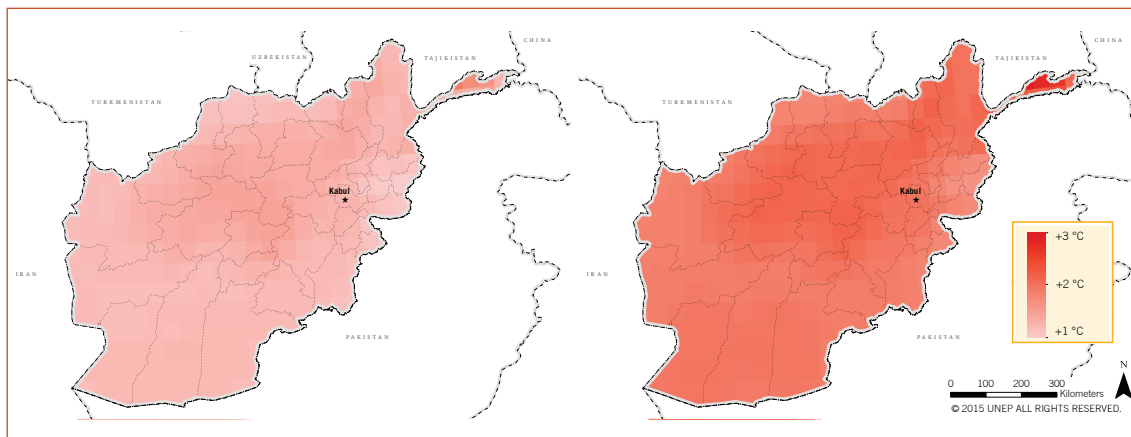 CHINA
UZBEKISTAN
TAJIKISTAN
TURKMENISTAN
Kabul
IRAN
PAKISTAN
CHINA
UZBEKISTAN
TAJIKISTAN
TURKMENISTAN
Kabul
IRAN
PAKISTAN
+3 °C
+2 °C
+1 °C
N
0 100 200 300
Kilometers
© 2015 UNEP ALL RIGHTS RESERVED.